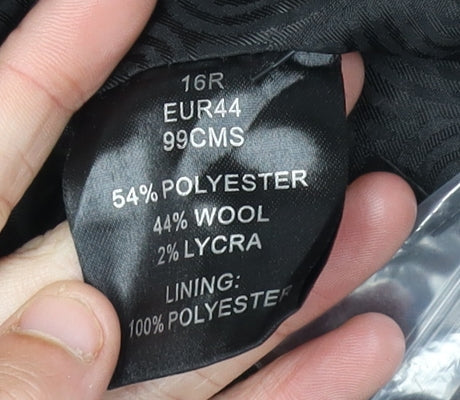 16R
EUR44
99CMS
54% POLYESTER
44% WOOL
2% LYCRA
LINING:
100% POLYESTER